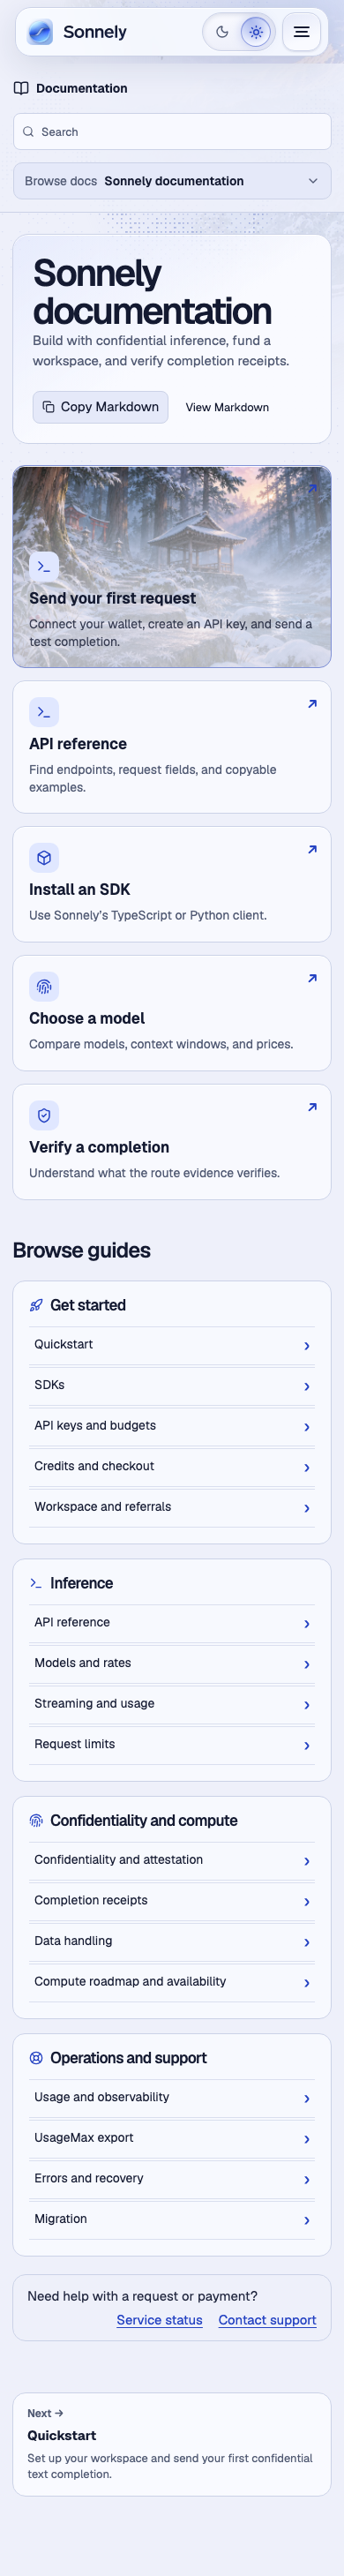 Sonnely
Documentation
Search
Browse docs Sonnely documentation
Sonnely
documentation
Build with confidential inference, fund a
workspace, and verify completion receipts.
Copy Markdown
View Markdown
Send your first request
Connect your wallet, create an API key, and send a
test completion.
API reference
Find endpoints, request fields, and copyable
examples.
Install an SDK
Use Sonnely's TypeScript or Python client.
Choose a model
Compare models, context windows, and prices.
Verify a completion
Understand what the route evidence verifies.
Browse guides
Get started
Quickstart
SDKs
API keys and budgets
Credits and checkout
Workspace and referrals
Inference
API reference
Models and rates
Streaming and usage
Request limits
Confidentiality and compute
Confidentiality and attestation
Completion receipts
Data handling
Compute roadmap and availability
Operations and support
Usage and observability
UsageMax export
Errors and recovery
Migration
Need help with a request or payment?
Service status Contact support
Next →
Quickstart
Set up your workspace and send your first confidential
text completion.